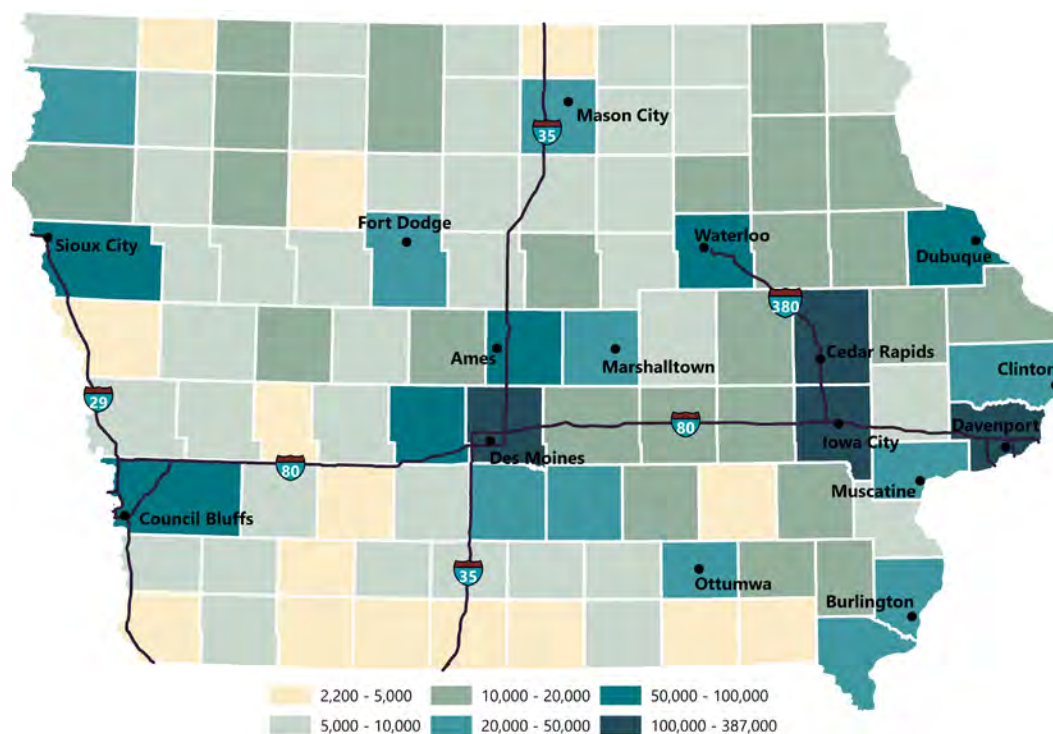 Mason City
35
Fort Dodge
Sioux City
Waterloo
Dubuque
380
Ames
Marshalltown
Cedar Rapids
Clinton
29
80
Davenport
Des Moines
Iowa City
80
Muscatine
Council Bluffs
35
Ottumwa
Burlington
2,200 - 5,000
10,000 - 20,000
50,000 - 100,000
5,000 - 10,000
20,000 - 50,000
100,000 - 387,000